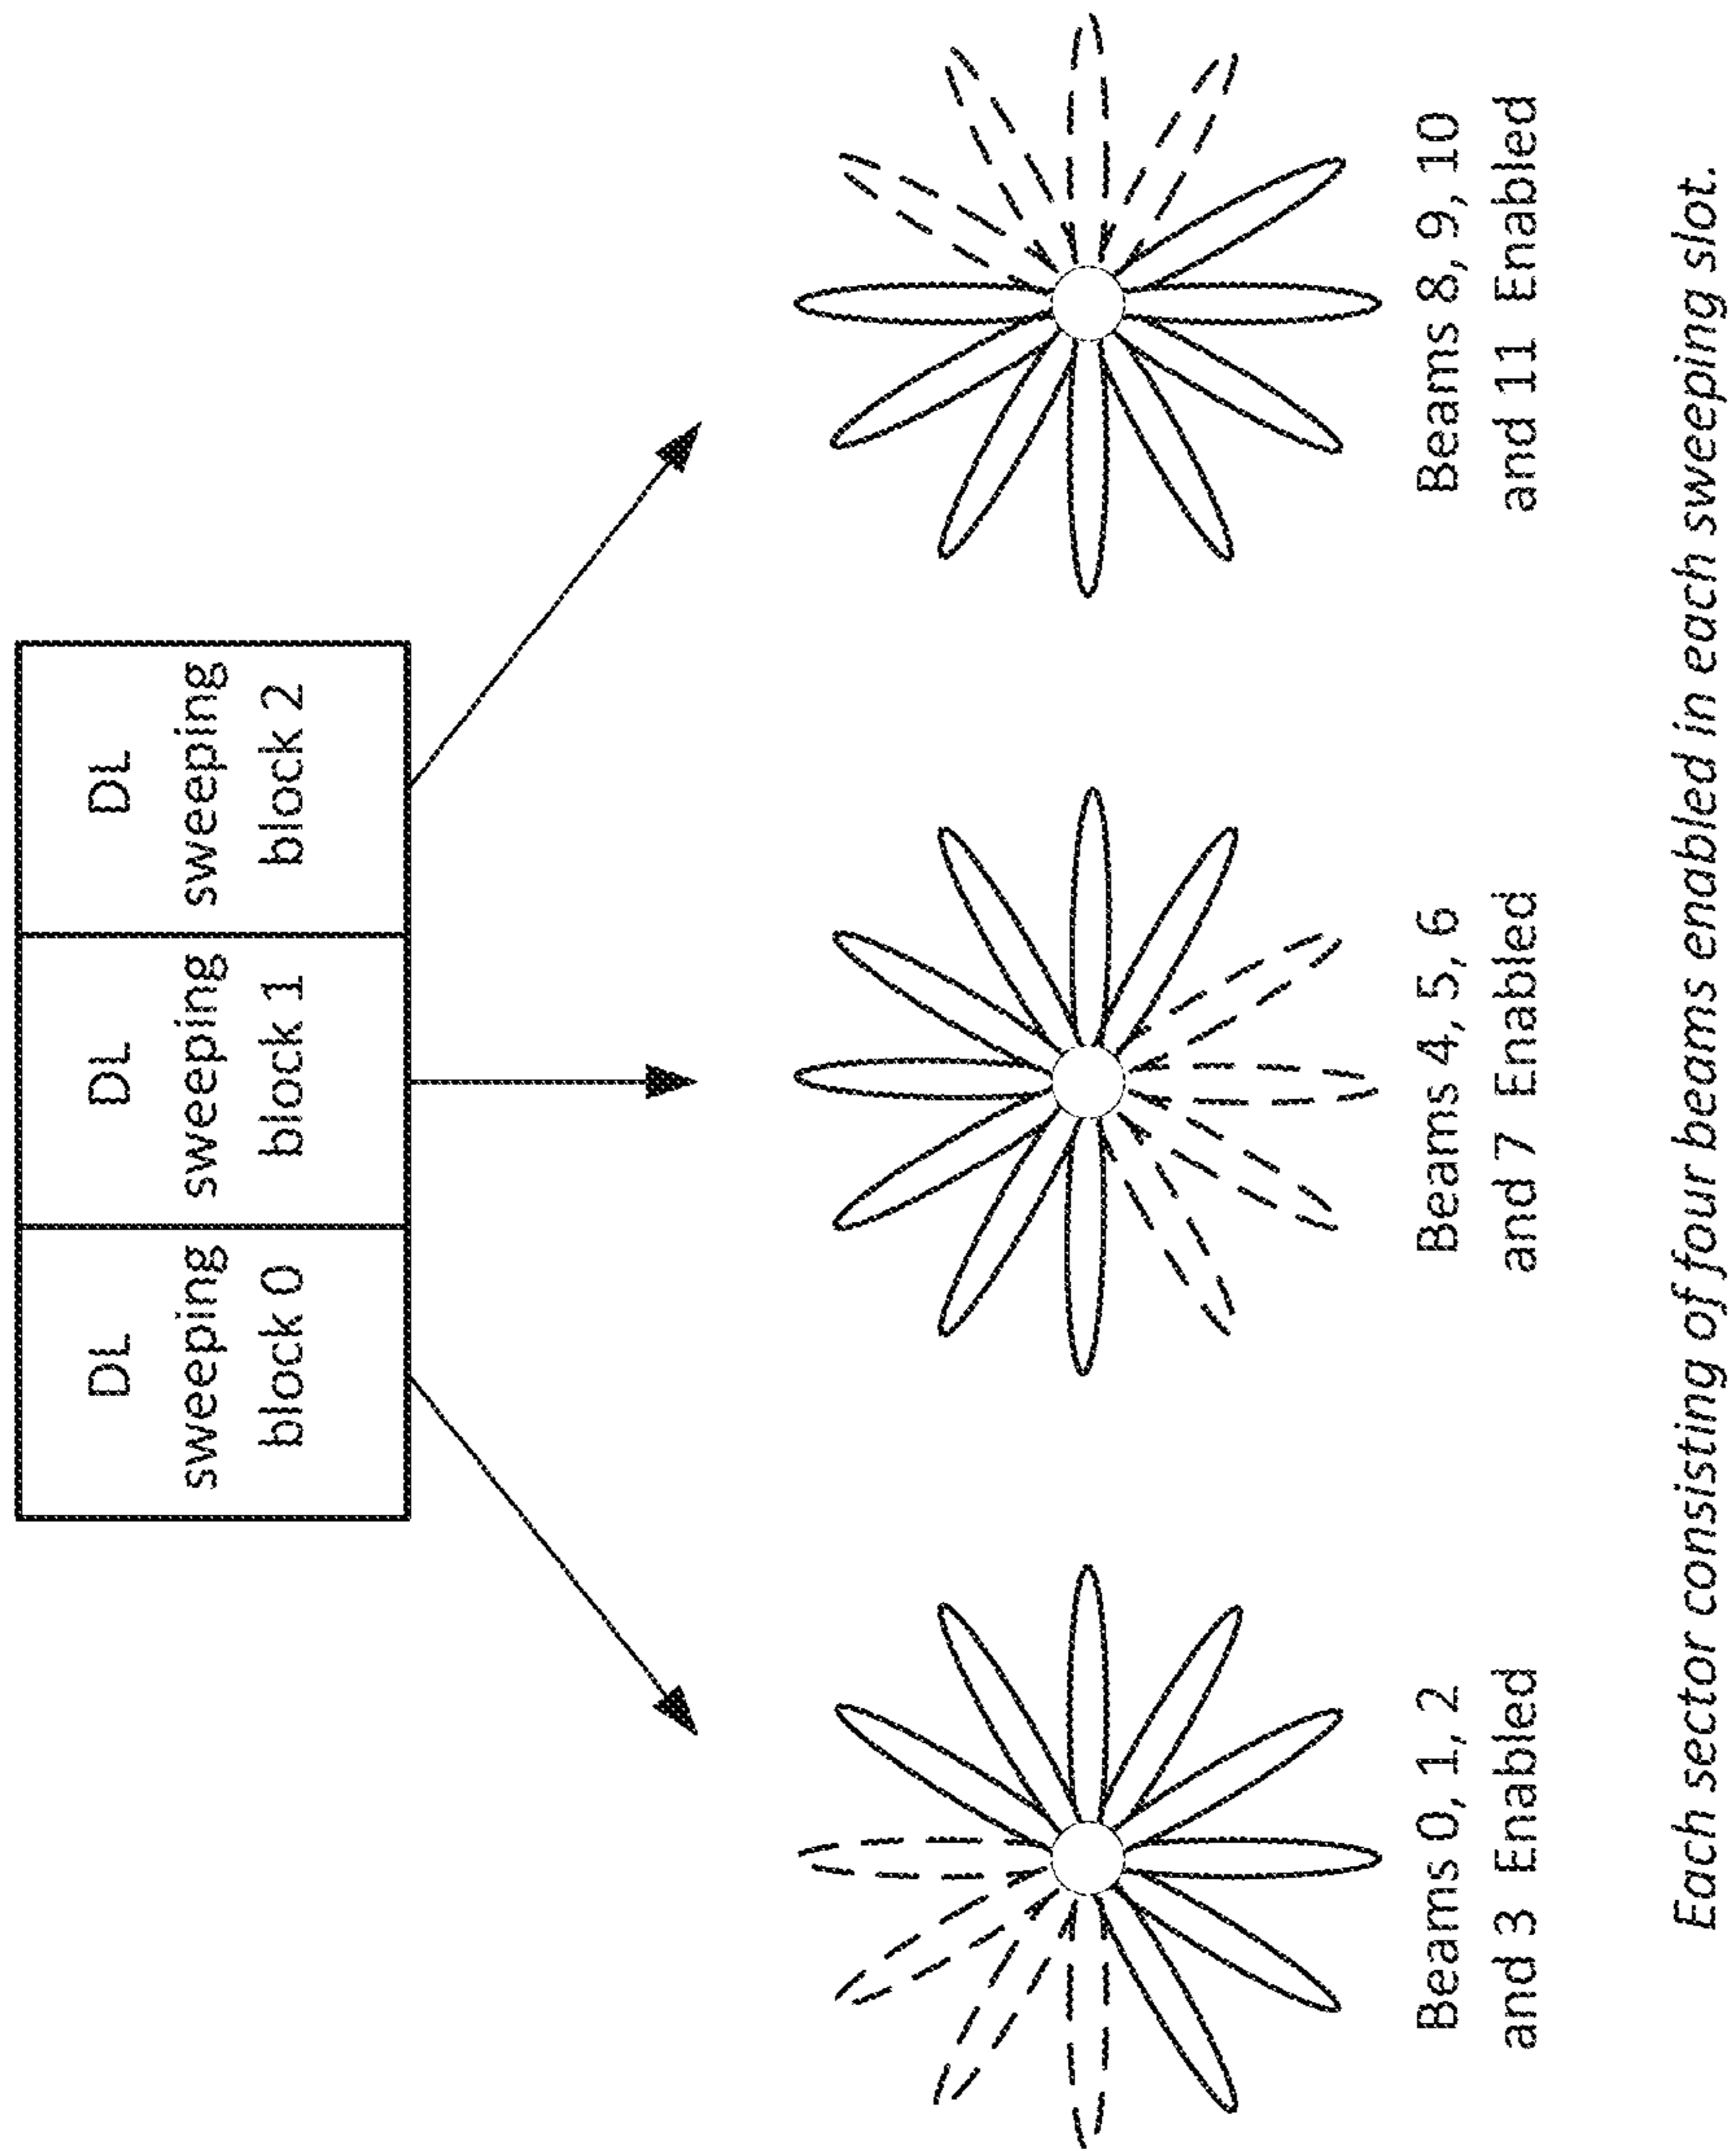 DL
sweeping
block 0
DL
sweeping
block 1
DL
sweeping
block 2
Beams 0, 1, 2
and 3 Enabled
Beams 4, 5, 6
and 7 Enabled
Beams 8, 9, 10
and 11 Enabled
Each sector consisting of four beams enabled in each sweeping slot.